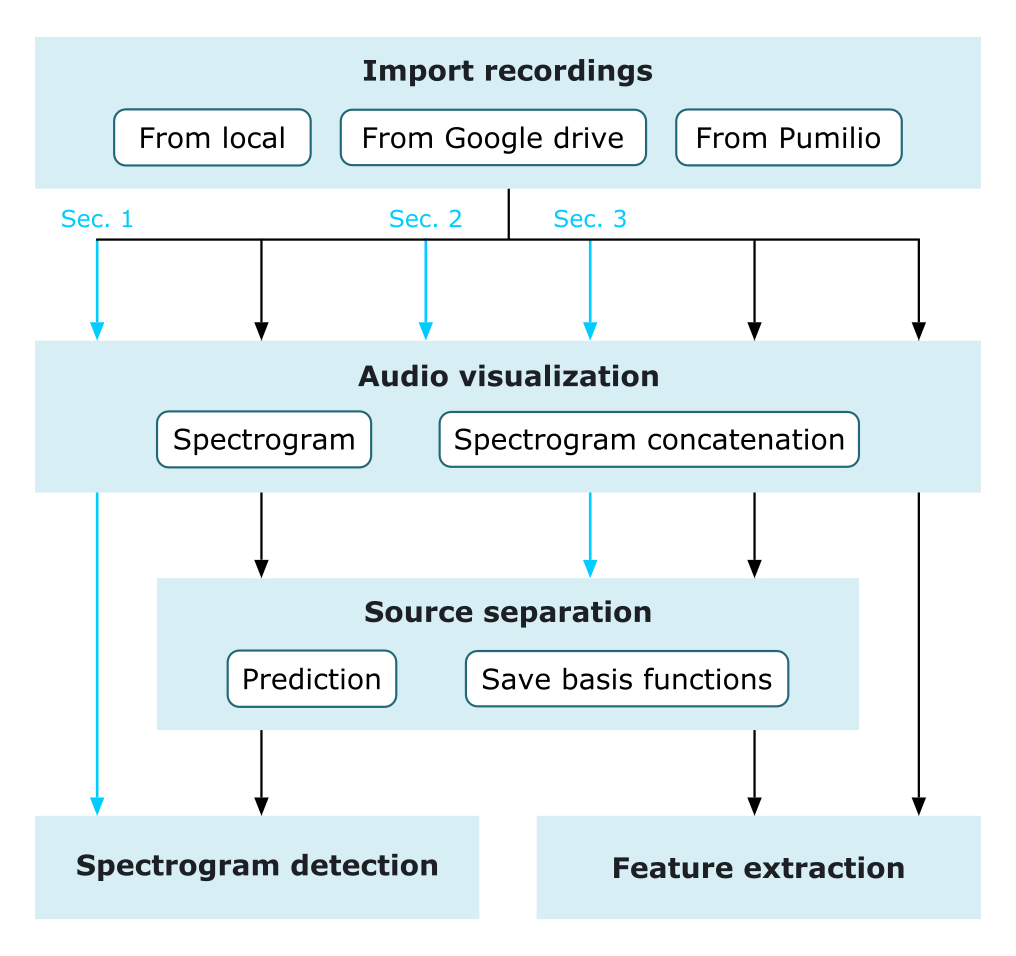 Import recordings
From local
From Google drive
From Pumilio
Sec. 1
Sec. 2
Sec. 3
Audio visualization
Spectrogram
Spectrogram concatenation
Source separation
Prediction
Save basis functions
Spectrogram detection
Feature extraction